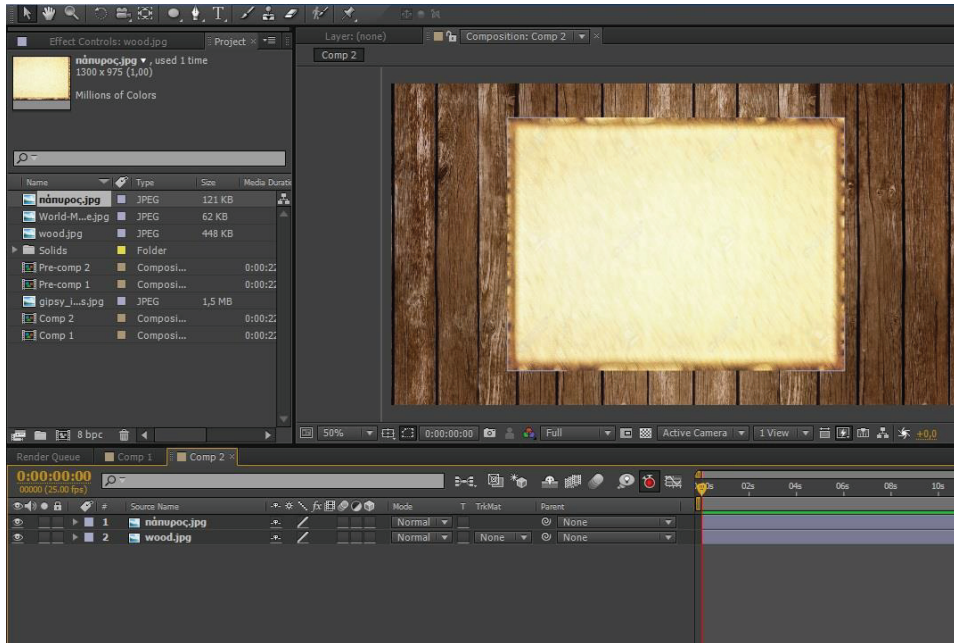 Effect Controls: wood.jpg Project
Layer: (none) Composition: Comp 2
Comp 2
πάπυρος.jpg , used 1 time
1300 x 975 (1,00)
Millions of Colors
Name Type Size Media Durati
πάπυρος.jpg JPEG 121 KB
World-M...e.jpg JPEG 62 KB
wood.jpg JPEG 448 KB
Solids Folder
Pre-comp 2 Composi... 0:00:22
Pre-comp 1 Composi... 0:00:22
gipsy_i...s.jpg JPEG 1,5 MB
Comp 2 Composi... 0:00:22
Comp 1 Composi... 0:00:22
8 bpc
50% 0:00:00:00 Full Active Camera 1 View +0,0
Render Queue Comp 1 Comp 2
0:00:00:00
00000 (25.00 fps)
# Source Name Mode T TrkMat Parent
02s 04s 06s 08s 10s
1 πάπυρος.jpg Normal None
2 wood.jpg Normal None None